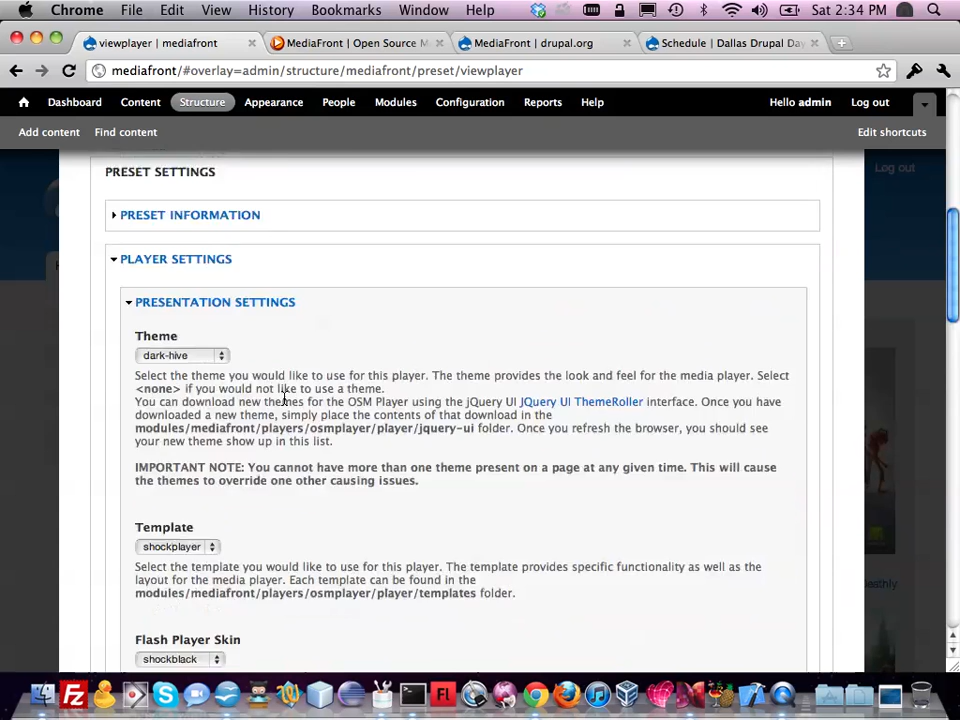 Chrome File Edit View History Bookmarks Window Help Sat 2:34 PM
viewplayer | mediafront MediaFront | Open Source M MediaFront | drupal.org Schedule | Dallas Drupal Day
mediafront/#overlay=admin/structure/mediafront/preset/viewplayer
Dashboard Content Structure Appearance People Modules Configuration Reports Help Hello admin Log out
Add content Find content Edit shortcuts
Log out
PRESET SETTINGS
PRESET INFORMATION
PLAYER SETTINGS
PRESENTATION SETTINGS
Theme
dark-hive
Select the theme you would like to use for this player. The theme provides the look and feel for the media player. Select
<none> if you would not like to use a theme.
You can download new themes for the OSM Player using the jQuery UI JQuery UI ThemeRoller interface. Once you have
downloaded a new theme, simply place the contents of that download in the
modules/mediafront/players/osmplayer/player/jquery-ui folder. Once you refresh the browser, you should see
your new theme show up in this list.
IMPORTANT NOTE: You cannot have more than one theme present on a page at any given time. This will cause
the themes to override one other causing issues.
Template
shockplayer
Select the template you would like to use for this player. The template provides specific functionality as well as the
layout for the media player. Each template can be found in the
modules/mediafront/players/osmplayer/player/templates folder.
Flash Player Skin
shockblack